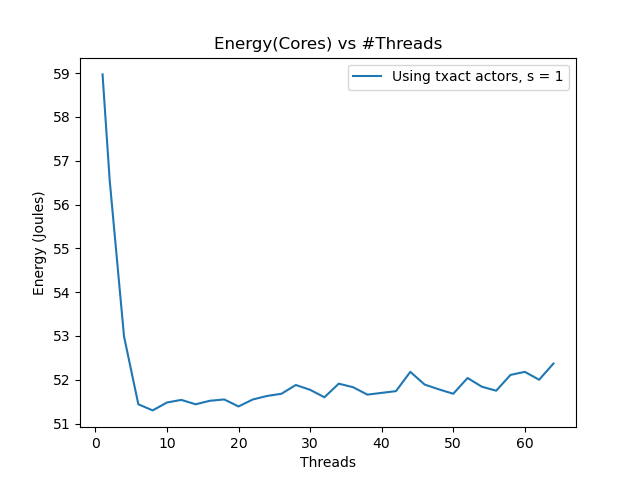 Energy(Cores) vs #Threads
Using txact actors, s = 1
Energy (Joules)
59
58
57
56
55
54
53
52
51
0 10 20 30 40 50 60
Threads